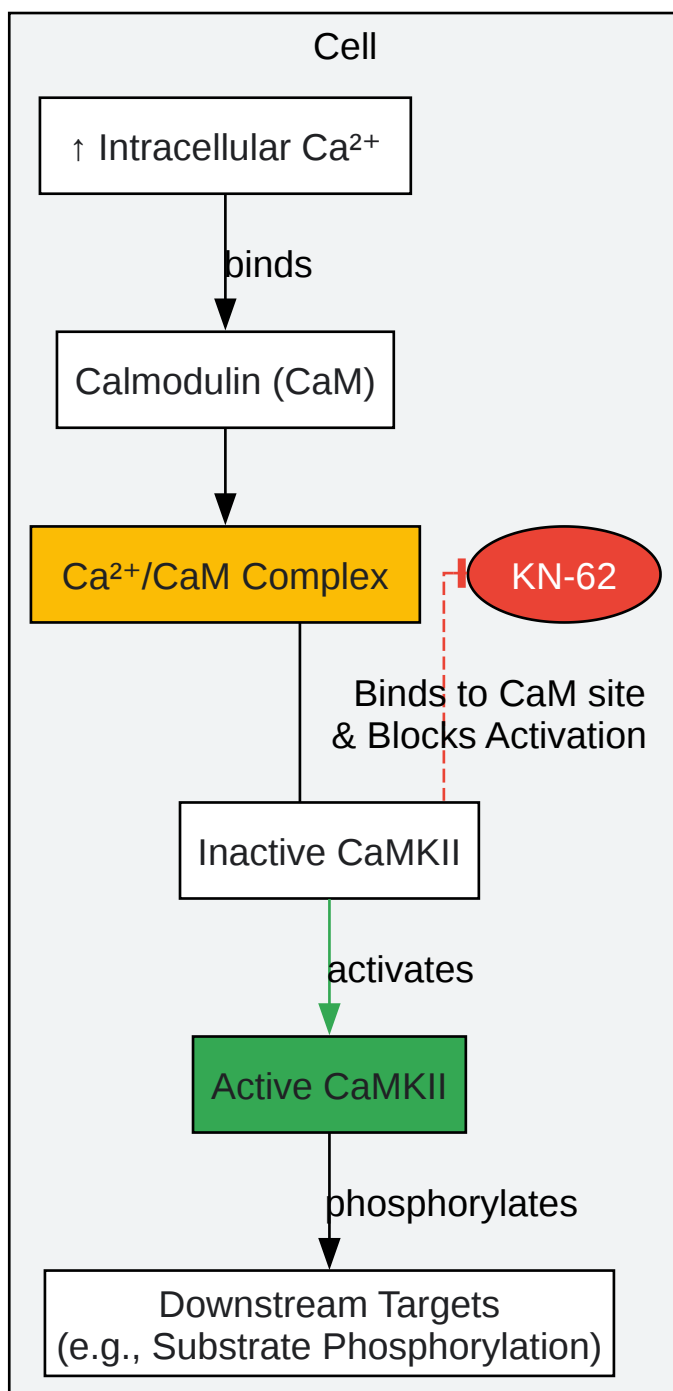 Cell
↑ Intracellular Ca²⁺
binds
Calmodulin (CaM)
Ca²⁺/CaM Complex
KN-62
Binds to CaM site
& Blocks Activation
Inactive CaMKII
activates
Active CaMKII
phosphorylates
Downstream Targets
(e.g., Substrate Phosphorylation)